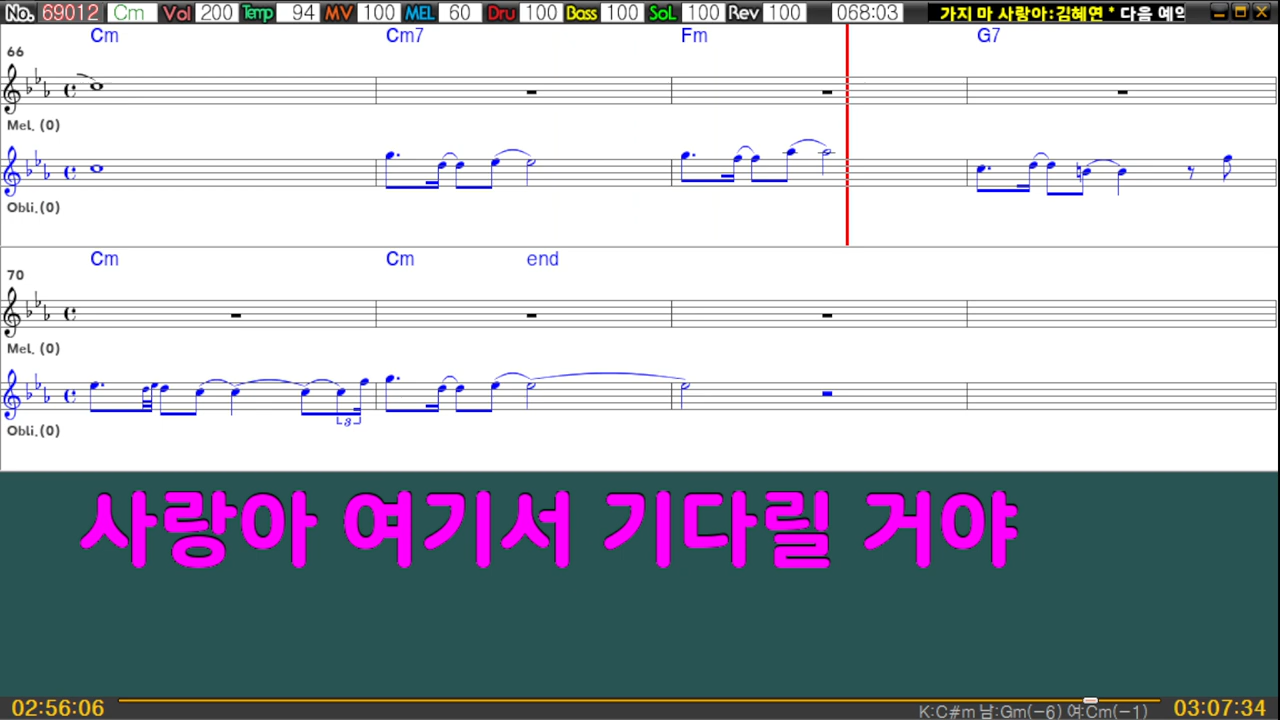 No. 69012 Cm Vol 200 Temp 94 MV 100 MEL 60 Dru 100 Bass 100 SoL 100 Rev 100 068:03 가지 마 사랑아:김혜연 * 다음 예
Cm Cm7 Fm G7
66
Mel. (0)
Obli.(0)
Cm Cm end
70
Mel. (0)
3
Obli.(0)
사랑아 여기서 기다릴 거야
02:56:06 K:C#m 남:Gm(-6) 여:Cm(-1) 03:07:34